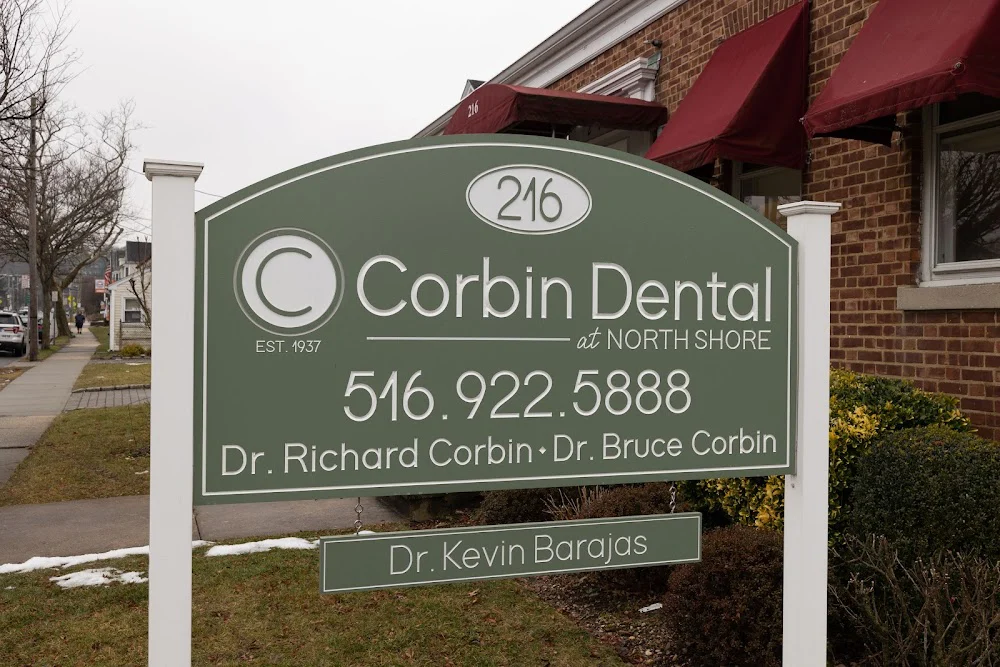 216
216
C Corbin Dental
EST. 1937 at NORTH SHORE
516.922.5888
Dr. Richard Corbin • Dr. Bruce Corbin
Dr. Kevin Barajas